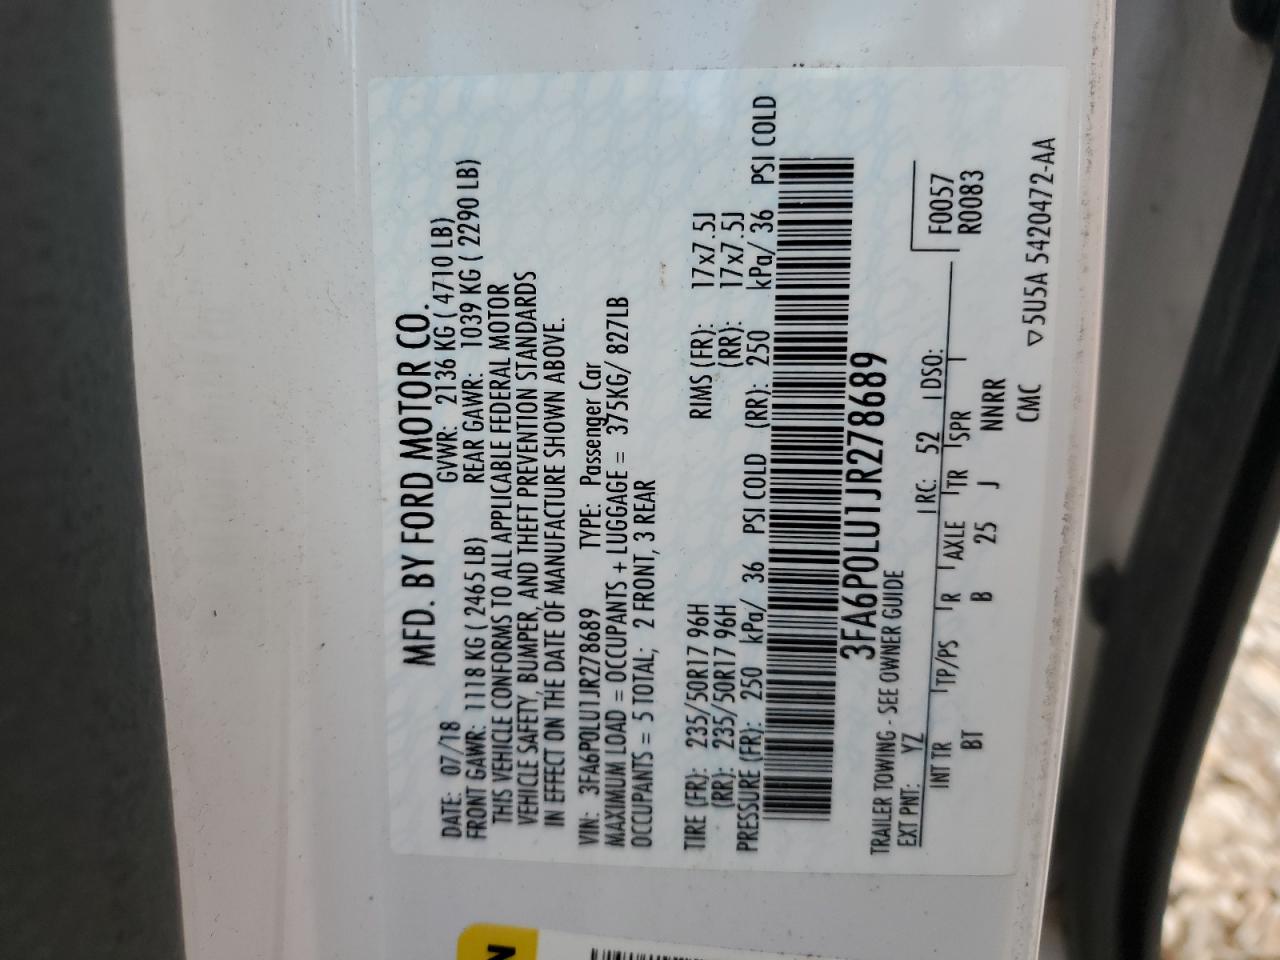 MFD. BY FORD MOTOR CO.
DATE: 07/18 GVWR: 2136 KG ( 4710 LB)
FRONT GAWR: 1118 KG ( 2465 LB) REAR GAWR: 1039 KG ( 2290 LB)
THIS VEHICLE CONFORMS TO ALL APPLICABLE FEDERAL MOTOR
VEHICLE SAFETY, BUMPER, AND THEFT PREVENTION STANDARDS
IN EFFECT ON THE DATE OF MANUFACTURE SHOWN ABOVE.
VIN: 3FA6P0LU1JR278689 TYPE: Passenger Car
MAXIMUM LOAD = OCCUPANTS + LUGGAGE = 375KG/ 827LB
OCCUPANTS = 5 TOTAL; 2 FRONT, 3 REAR
TIRE (FR): 235/50R17 96H RIMS (FR): 17x7.5J
(RR): 235/50R17 96H (RR): 17x7.5J
PRESSURE (FR): 250 kPa/ 36 PSI COLD (RR): 250 kPa/ 36 PSI COLD
3FA6P0LU1JR278689
TRAILER TOWING - SEE OWNER GUIDE
EXT PNT: YZ RC: 52 DSO: F0057
INT TR TP/PS R AXLE TR SPR R0083
BT B 25 J NNRR
CMC ▽5U5A 5420472-AA
N